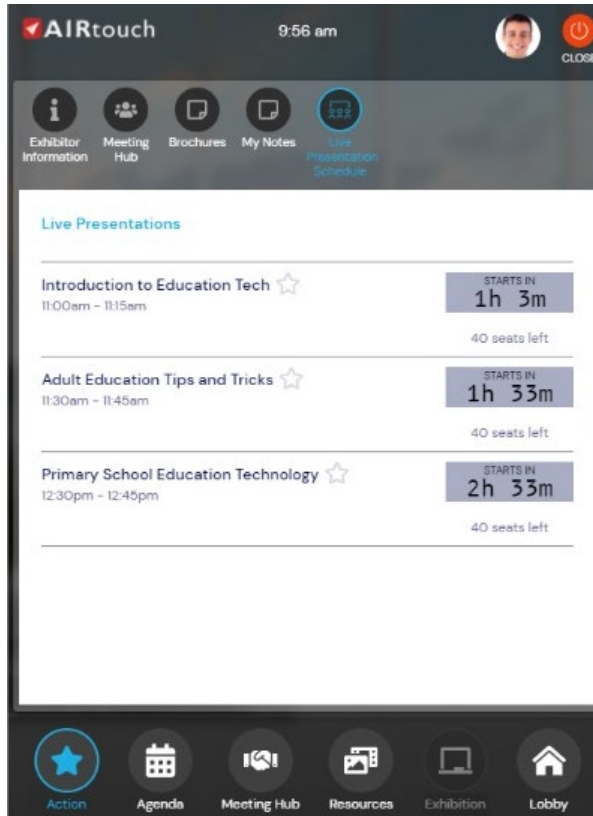 AIRtouch
9:56 am
CLOSE
Exhibitor
Information
Meeting
Hub
Brochures
My Notes
Live
Presentation
Schedule
Live Presentations
Introduction to Education Tech
11:00am - 11:15am
STARTS IN
1h 3m
40 seats left
Adult Education Tips and Tricks
11:30am - 11:45am
STARTS IN
1h 33m
40 seats left
Primary School Education Technology
12:30pm - 12:45pm
STARTS IN
2h 33m
40 seats left
Action
Agenda
Meeting Hub
Resources
Exhibition
Lobby